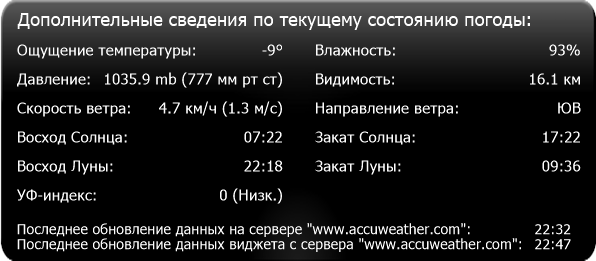 Дополнительные сведения по текущему состоянию погоды:
Ощущение температуры: -9° Влажность: 93%
Давление: 1035.9 mb (777 мм рт ст) Видимость: 16.1 км
Скорость ветра: 4.7 км/ч (1.3 м/с) Направление ветра: ЮВ
Восход Солнца: 07:22 Закат Солнца: 17:22
Восход Луны: 22:18 Закат Луны: 09:36
УФ-индекс: 0 (Низк.)
Последнее обновление данных на сервере "www.accuweather.com": 22:32
Последнее обновление данных виджета с сервера "www.accuweather.com": 22:47